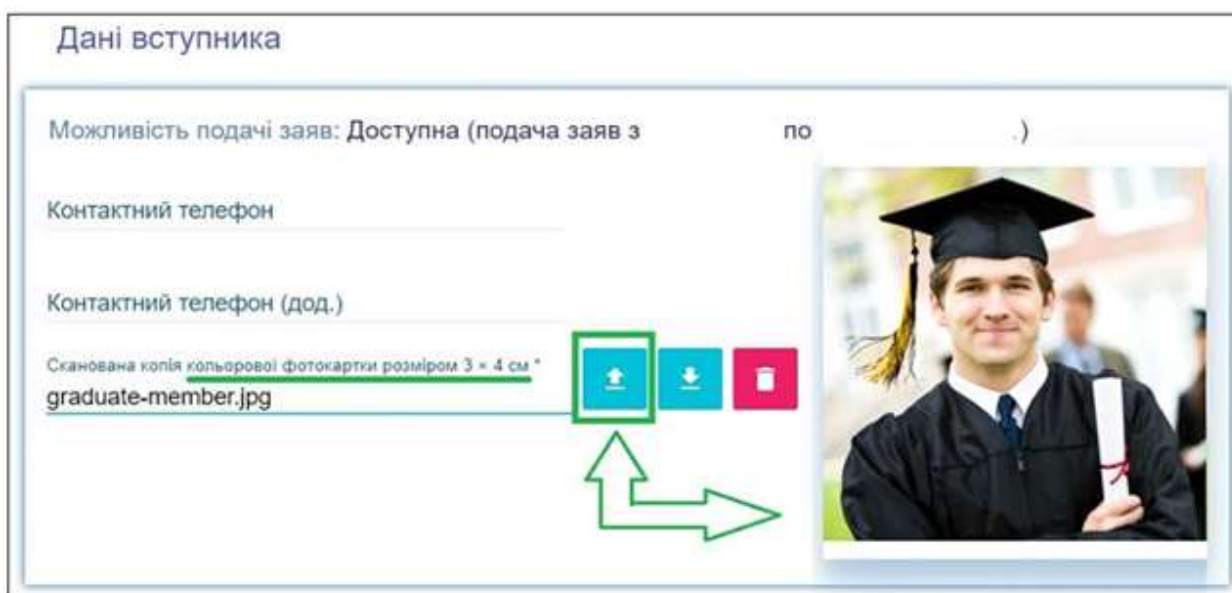 Дані вступника
Можливість подачі заяв: Доступна (подача заяв з по .)
Контактний телефон
Контактний телефон (дод.)
Сканована копія кольорової фотокартки розміром 3 × 4 см *
graduate-member.jpg